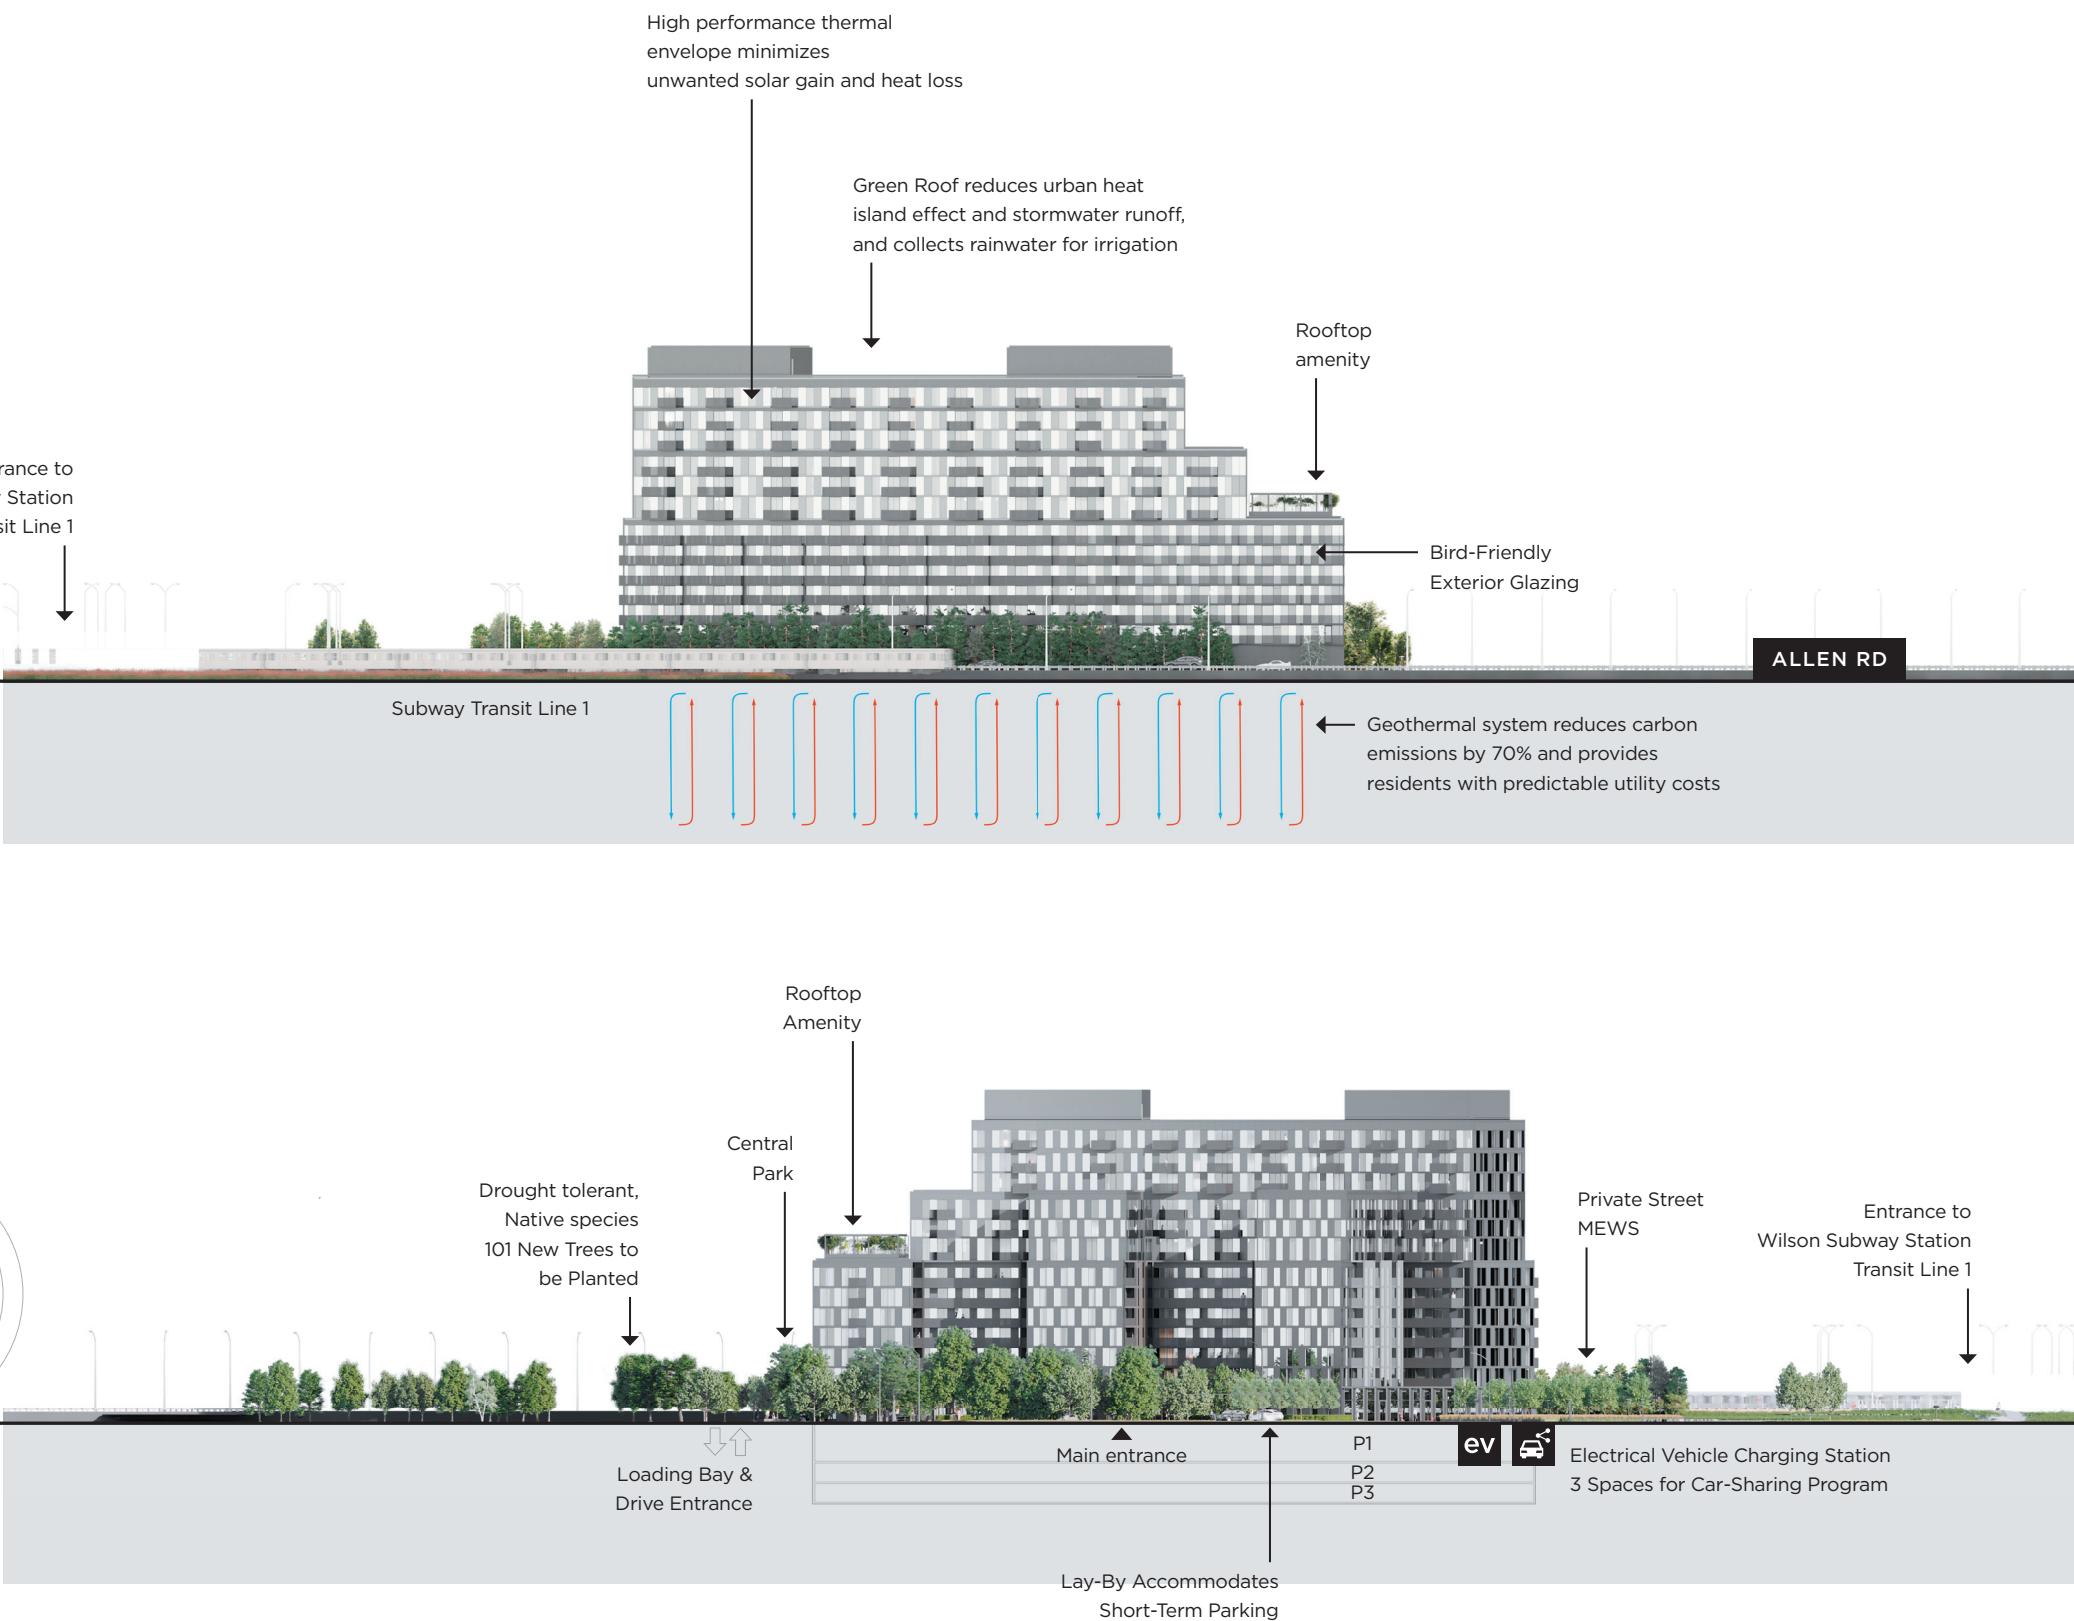 High performance thermal
envelope minimizes
unwanted solar gain and heat loss
Green Roof reduces urban heat
island effect and stormwater runoff,
and collects rainwater for irrigation
Rooftop
amenity
to
Station
Line 1
Bird-Friendly
Exterior Glazing
ALLEN RD
Subway Transit Line 1
Geothermal system reduces carbon
emissions by 70% and provides
residents with predictable utility costs
Rooftop
Amenity
Central
Park
Drought tolerant,
Native species
101 New Trees to
be Planted
Private Street
MEWS
Entrance to
Wilson Subway Station
Transit Line 1
Loading Bay &
Drive Entrance
Main entrance
P1
P2
P3
ev
Electrical Vehicle Charging Station
3 Spaces for Car-Sharing Program
Lay-By Accommodates
Short-Term Parking